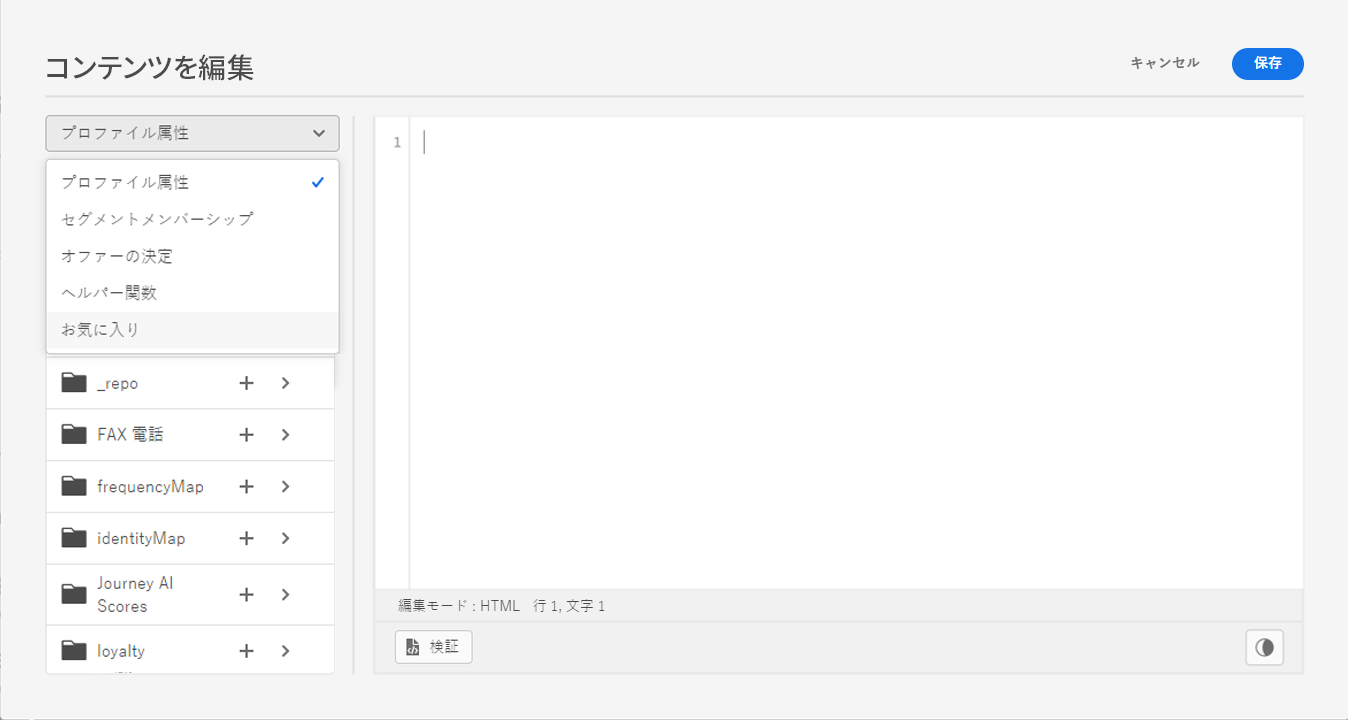 コンテンツを編集
キャンセル
保存
プロファイル属性
プロファイル属性
セグメントメンバーシップ
オファーの決定
ヘルパー関数
お気に入り
_repo
FAX 電話
frequencyMap
identityMap
Journey AI
Scores
loyalty
1
編集モード : HTML 行 1, 文字 1
検証